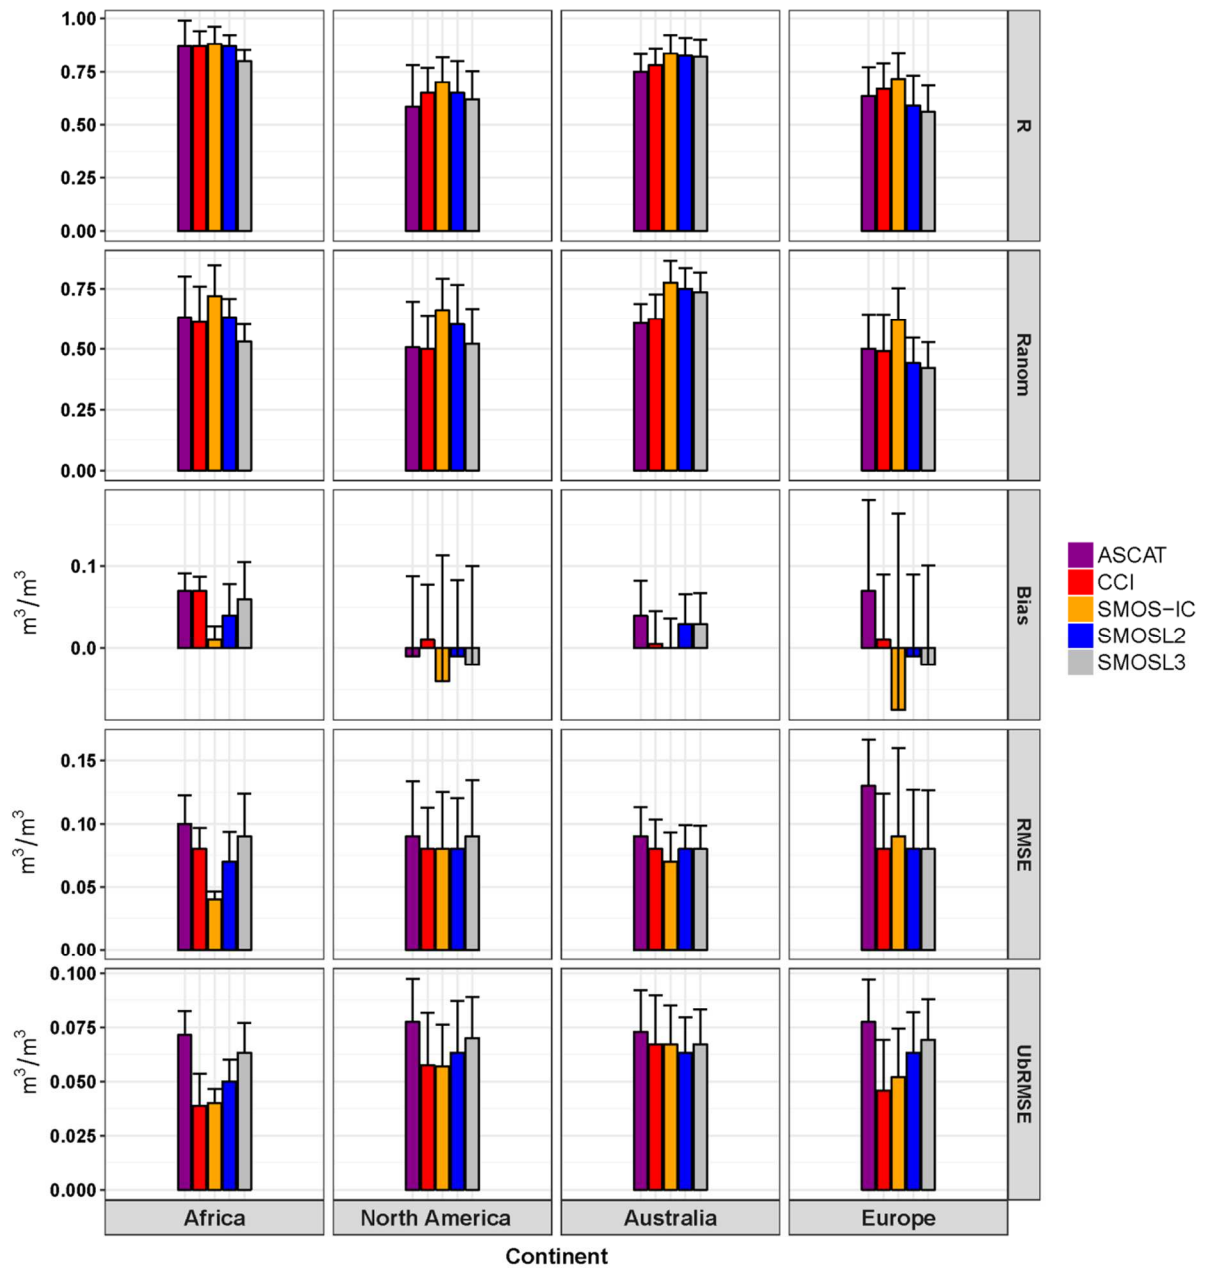 1.00
0.75
0.50
0.25
0.00
R
0.75
0.50
0.25
0.00
Ranom
m³/m³
0.1
0.0
Bias
ASCAT
CCI
SMOS−IC
SMOSL2
SMOSL3
m³/m³
0.15
0.10
0.05
0.00
RMSE
m³/m³
0.100
0.075
0.050
0.025
0.000
UbRMSE
Africa
North America
Australia
Europe
Continent